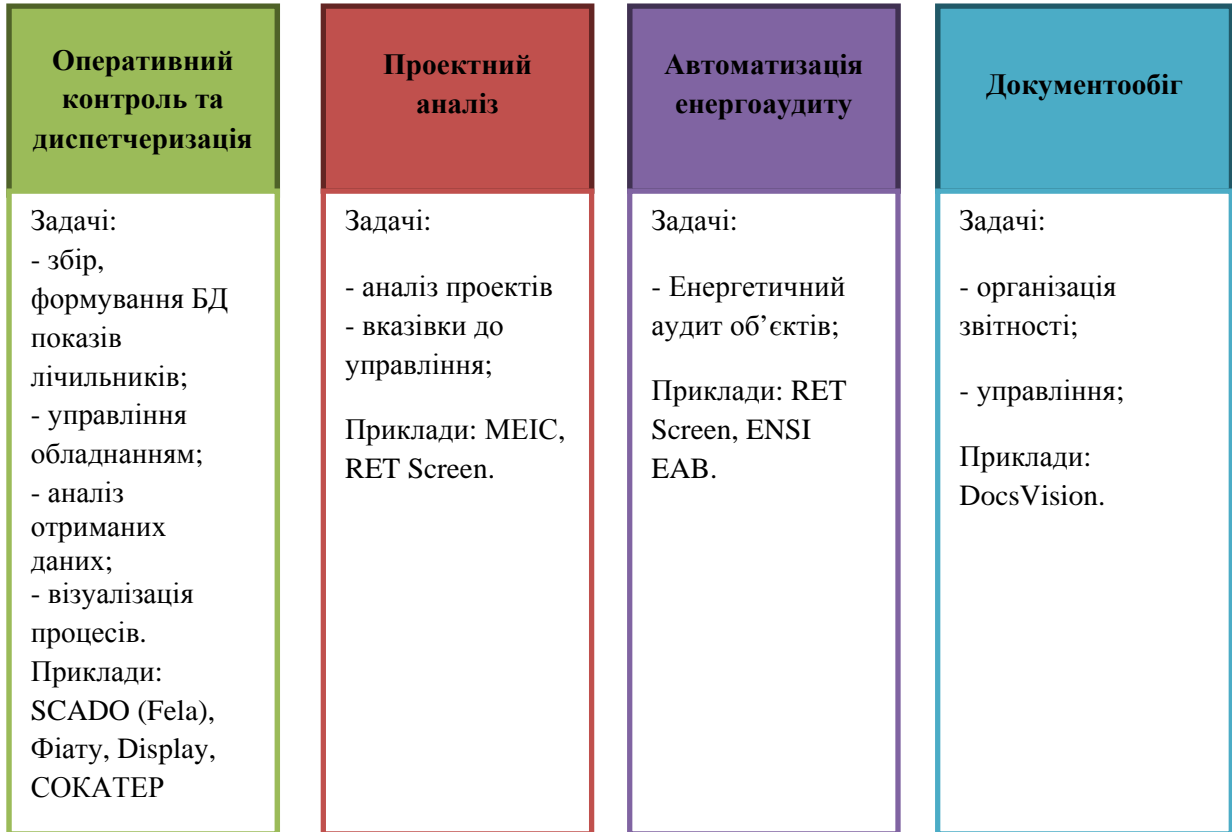 Оперативний
контроль та
диспетчеризація
Задачі:
- збір,
формування БД
показів
лічильників;
- управління
обладнанням;
- аналіз
отриманих
даних;
- візуалізація
процесів.
Приклади:
SCADO (Fela),
Фіату, Display,
СОКАТЕР
Проектний
аналіз
Задачі:
- аналіз проектів
- вказівки до
управління;
Приклади: MEIC,
RET Screen.
Автоматизація
енергоаудиту
Задачі:
- Енергетичний
аудит об’єктів;
Приклади: RET
Screen, ENSI
EAB.
Документообіг
Задачі:
- організація
звітності;
- управління;
Приклади:
DocsVision.